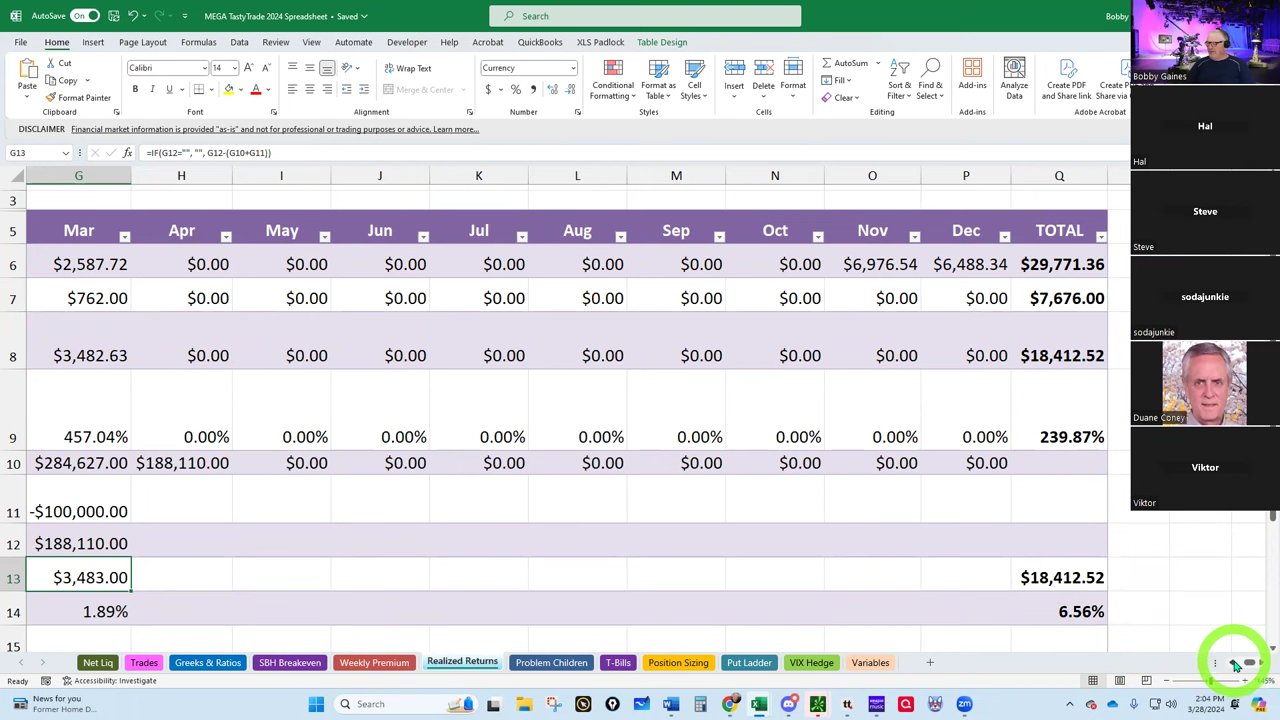 AutoSave On MEGA TastyTrade 2024 Spreadsheet • Saved Search Bobby
File Home Insert Page Layout Formulas Data Review View Automate Developer Help Acrobat QuickBooks XLS Padlock Table Design
Paste Cut Copy Format Painter Clipboard
Calibri 14 B I U Font
Wrap Text Merge & Center Alignment
Currency $ % Number
Conditional Formatting Format as Table Cell Styles Styles
Insert Delete Format Cells
AutoSum Fill Clear Sort & Filter Find & Select Editing
Add-ins Add-ins
Analyze Data
Create PDF and Share link Create P Share vi Adobe Acrobat
DISCLAIMER Financial market information is provided "as-is" and not for professional or trading purposes or advice. Learn more...
G13 fx =IF(G12="", "", G12-(G10+G11))
G H I J K L M N O P Q
3
5 Mar Apr May Jun Jul Aug Sep Oct Nov Dec TOTAL
6 $2,587.72 $0.00 $0.00 $0.00 $0.00 $0.00 $0.00 $0.00 $6,976.54 $6,488.34 $29,771.36
7 $762.00 $0.00 $0.00 $0.00 $0.00 $0.00 $0.00 $0.00 $0.00 $0.00 $7,676.00
8 $3,482.63 $0.00 $0.00 $0.00 $0.00 $0.00 $0.00 $0.00 $0.00 $0.00 $18,412.52
9 457.04% 0.00% 0.00% 0.00% 0.00% 0.00% 0.00% 0.00% 0.00% 0.00% 239.87%
10 $284,627.00 $188,110.00 $0.00 $0.00 $0.00 $0.00 $0.00 $0.00 $0.00 $0.00
11 -$100,000.00
12 $188,110.00
13 $3,483.00 $18,412.52
14 1.89% 6.56%
15
Net Liq Trades Greeks & Ratios SBH Breakeven Weekly Premium Realized Returns Problem Children T-Bills Position Sizing Put Ladder VIX Hedge Variables
Ready Accessibility: Investigate
News for you
Former Home D...
Search
2:04 PM
3/28/2024
Bobby Gaines
Hal
Hal
Steve
Steve
sodajunkie
sodajunkie
Duane Coney
Viktor
Viktor